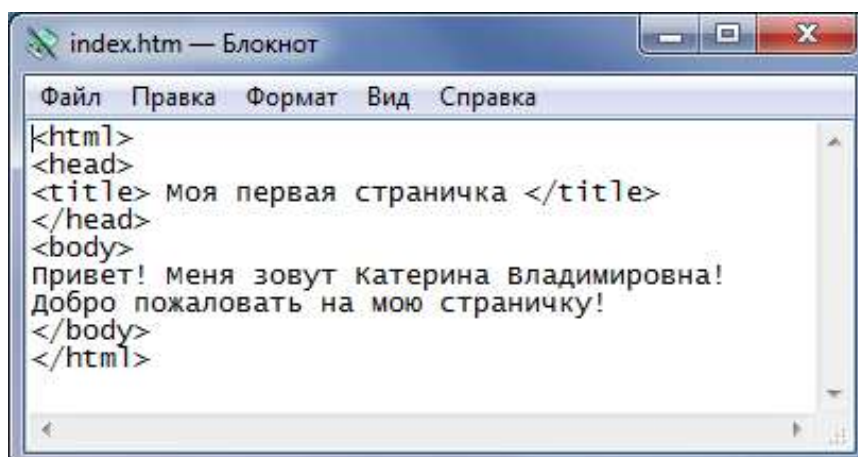 index.htm — Блокнот
Файл Правка Формат Вид Справка
<html>
<head>
<title> Моя первая страничка </title>
</head>
<body>
Привет! Меня зовут Катерина Владимировна!
Добро пожаловать на мою страничку!
</body>
</html>